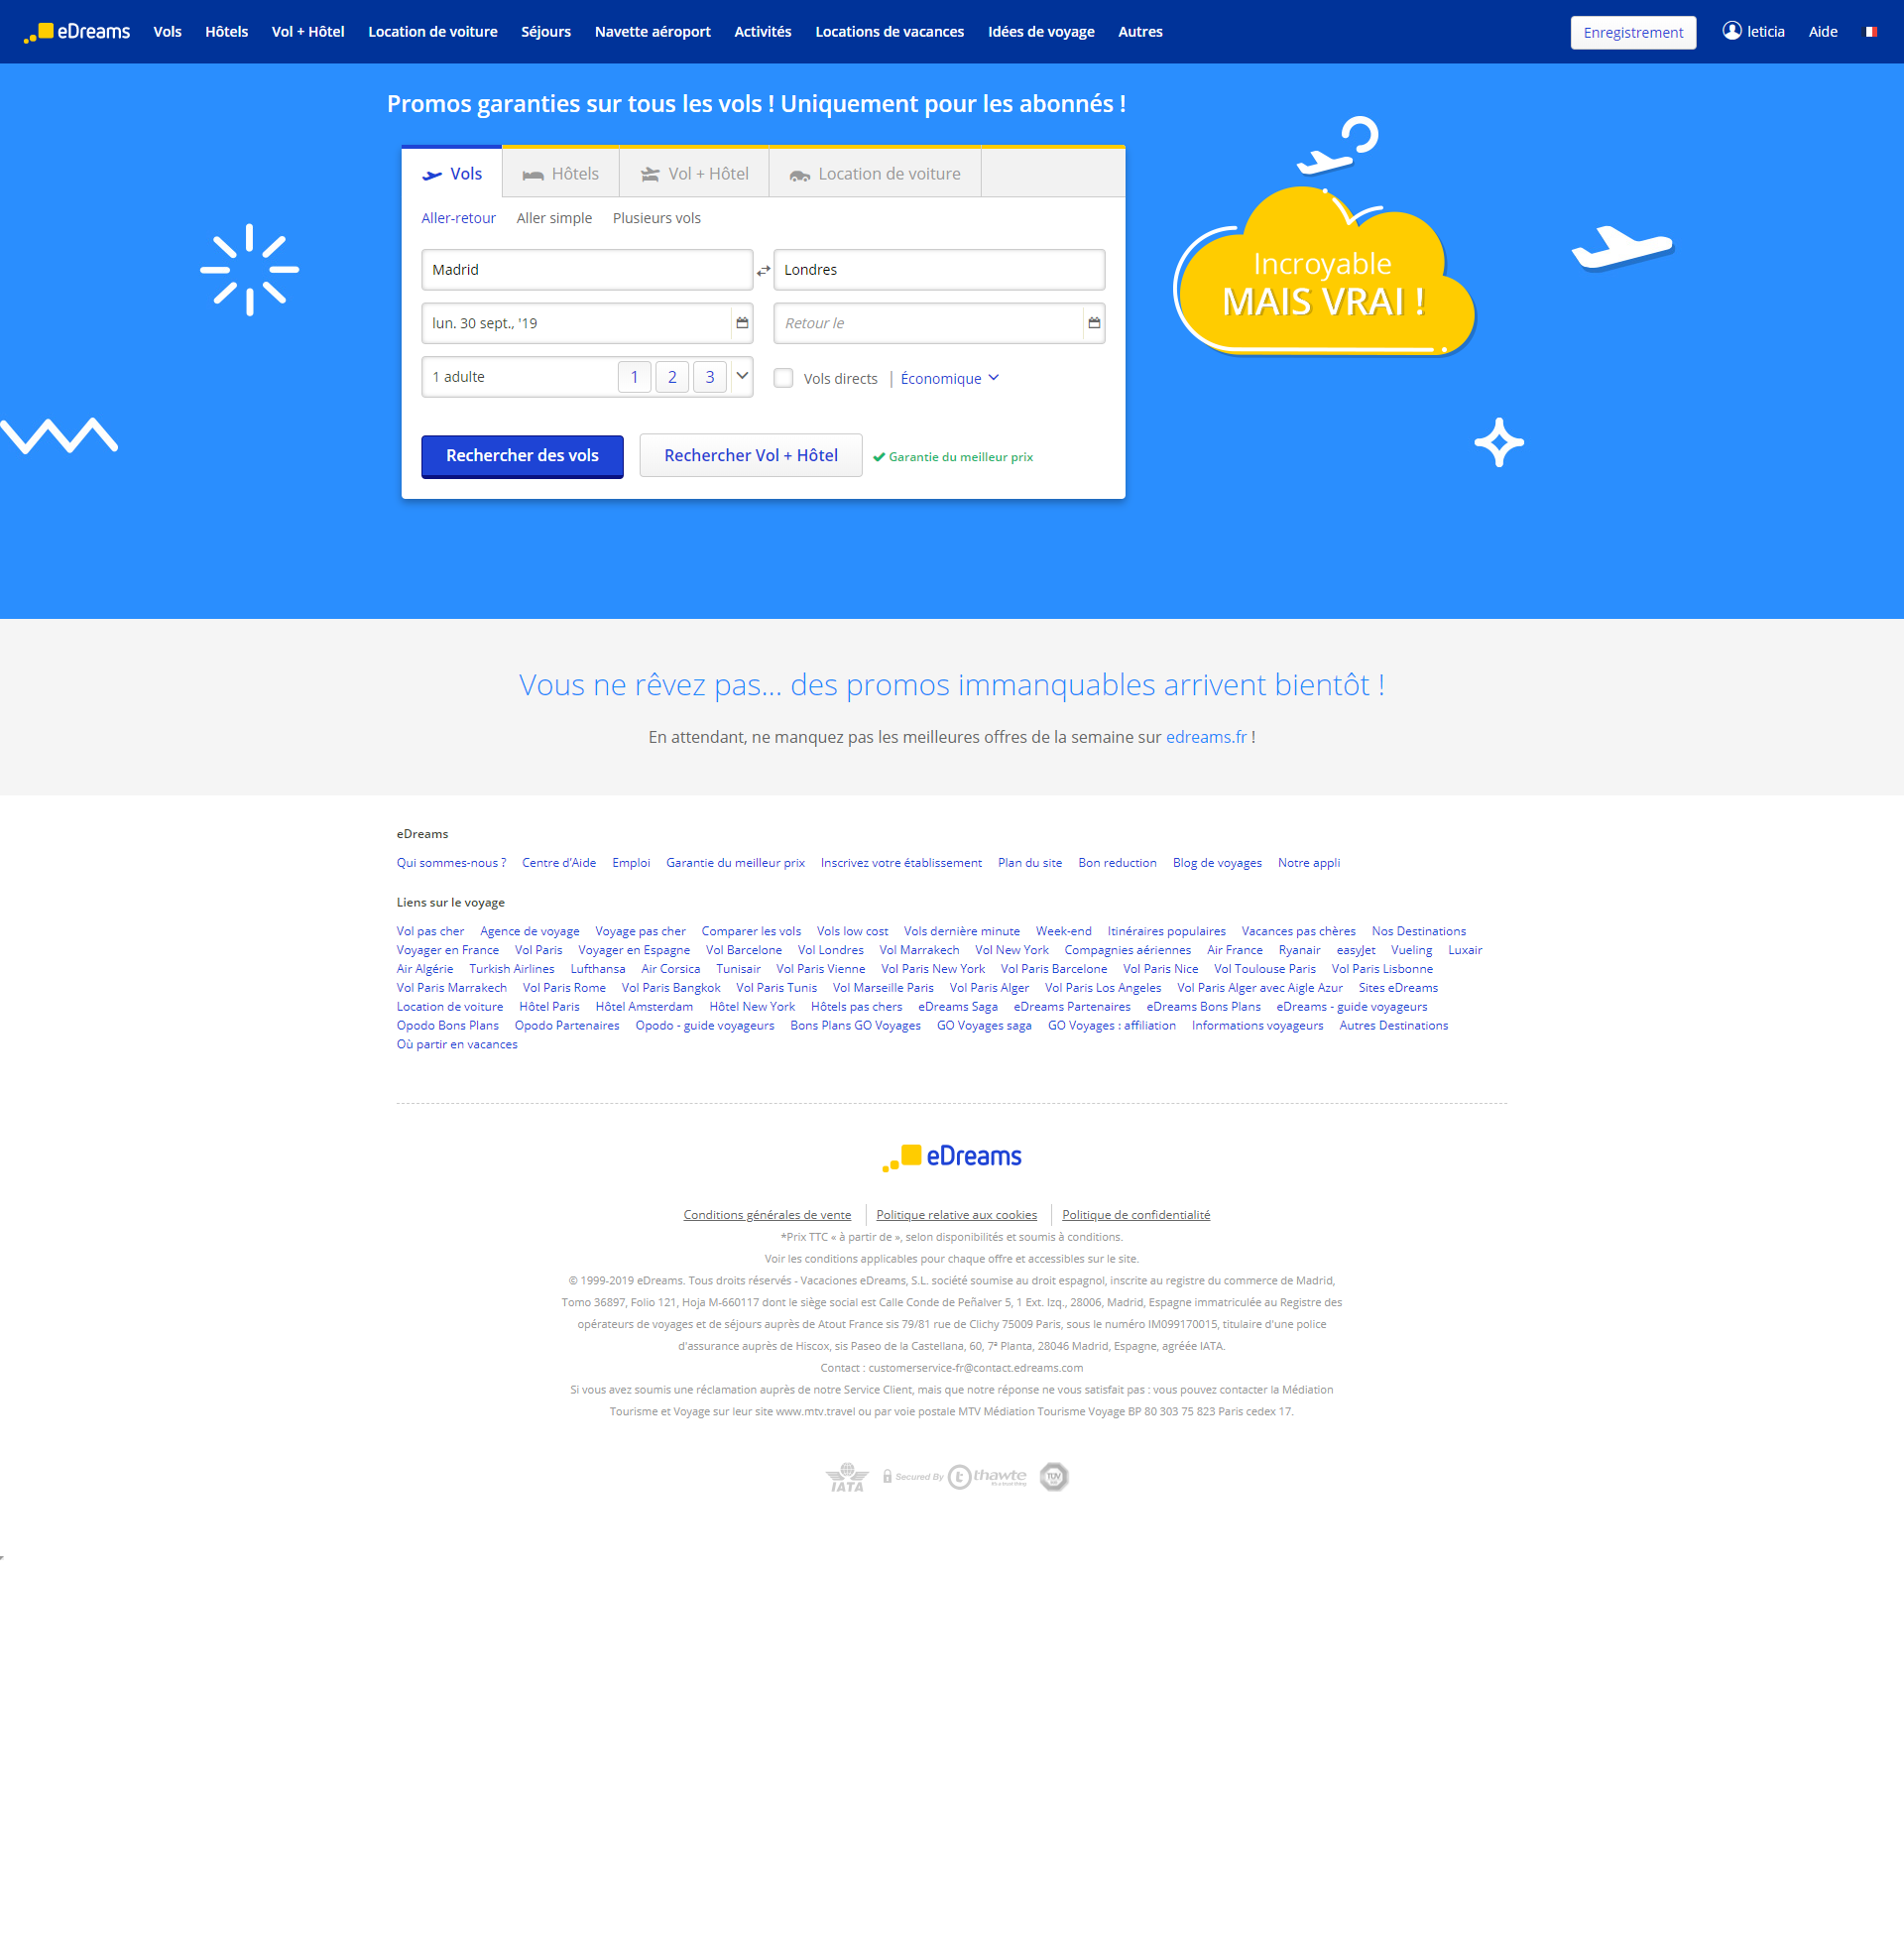 eDreams Vols Hôtels Vol + Hôtel Location de voiture Séjours Navette aéroport Activités Locations de vacances Idées de voyage Autres Enregistrement leticia Aide
Promos garanties sur tous les vols ! Uniquement pour les abonnés !
Vols Hôtels Vol + Hôtel Location de voiture
Aller-retour Aller simple Plusieurs vols
Madrid Londres
lun. 30 sept., '19 Retour le
1 adulte 1 2 3 Vols directs | Économique
Rechercher des vols Rechercher Vol + Hôtel Garantie du meilleur prix
Incroyable
MAIS VRAI !
Vous ne rêvez pas... des promos immanquables arrivent bientôt !
En attendant, ne manquez pas les meilleures offres de la semaine sur edreams.fr !
eDreams
Qui sommes-nous ? Centre d'Aide Emploi Garantie du meilleur prix Inscrivez votre établissement Plan du site Bon reduction Blog de voyages Notre appli
Liens sur le voyage
Vol pas cher Agence de voyage Voyage pas cher Comparer les vols Vols low cost Vols dernière minute Week-end Itinéraires populaires Vacances pas chères Nos Destinations
Voyager en France Vol Paris Voyager en Espagne Vol Barcelone Vol Londres Vol Marrakech Vol New York Compagnies aériennes Air France Ryanair easyJet Vueling Luxair
Air Algérie Turkish Airlines Lufthansa Air Corsica Tunisair Vol Paris Vienne Vol Paris New York Vol Paris Barcelone Vol Paris Nice Vol Toulouse Paris Vol Paris Lisbonne
Vol Paris Marrakech Vol Paris Rome Vol Paris Bangkok Vol Paris Tunis Vol Marseille Paris Vol Paris Alger Vol Paris Los Angeles Vol Paris Alger avec Aigle Azur Sites eDreams
Location de voiture Hôtel Paris Hôtel Amsterdam Hôtel New York Hôtels pas chers eDreams Saga eDreams Partenaires eDreams Bons Plans eDreams - guide voyageurs
Opodo Bons Plans Opodo Partenaires Opodo - guide voyageurs Bons Plans GO Voyages GO Voyages saga GO Voyages : affiliation Informations voyageurs Autres Destinations
Où partir en vacances
eDreams
Conditions générales de vente Politique relative aux cookies Politique de confidentialité
*Prix TTC « à partir de », selon disponibilités et soumis à conditions.
Voir les conditions applicables pour chaque offre et accessibles sur le site.
© 1999-2019 eDreams. Tous droits réservés - Vacaciones eDreams, S.L. société soumise au droit espagnol, inscrite au registre du commerce de Madrid,
Tomo 36897, Folio 121, Hoja M-660117 dont le siège social est Calle Conde de Peñalver 5, 1 Ext. Izq., 28006, Madrid, Espagne immatriculée au Registre des
opérateurs de voyages et de séjours auprès de Atout France sis 79/81 rue de Clichy 75009 Paris, sous le numéro IM099170015, titulaire d'une police
d'assurance auprès de Hiscox, sis Paseo de la Castellana, 60, 7ª Planta, 28046 Madrid, Espagne, agréée IATA.
Contact : customerservice-fr@contact.edreams.com
Si vous avez soumis une réclamation auprès de notre Service Client, mais que notre réponse ne vous satisfait pas : vous pouvez contacter la Médiation
Tourisme et Voyage sur leur site www.mtv.travel ou par voie postale MTV Médiation Tourisme Voyage BP 80 303 75 823 Paris cedex 17.
IATA Secured By thawte TÜV